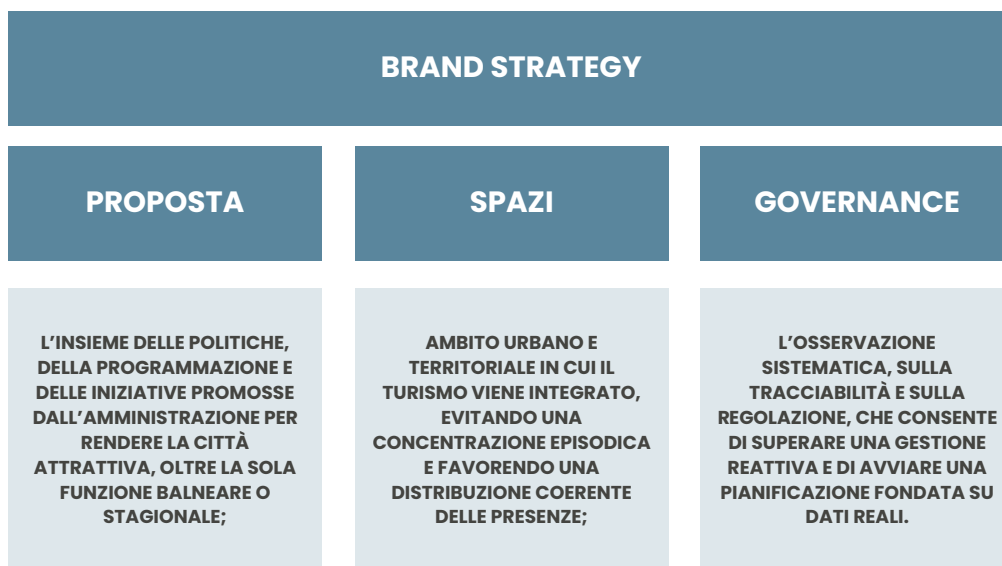 BRAND STRATEGY
PROPOSTA
SPAZI
GOVERNANCE
L’INSIEME DELLE POLITICHE,
DELLA PROGRAMMAZIONE E
DELLE INIZIATIVE PROMOSSE
DALL’AMMINISTRAZIONE PER
RENDERE LA CITTÀ
ATTRATTIVA, OLTRE LA SOLA
FUNZIONE BALNEARE O
STAGIONALE;
AMBITO URBANO E
TERRITORIALE IN CUI IL
TURISMO VIENE INTEGRATO,
EVITANDO UNA
CONCENTRAZIONE EPISODICA
E FAVORENDO UNA
DISTRIBUZIONE COERENTE
DELLE PRESENZE;
L’OSSERVAZIONE
SISTEMATICA, SULLA
TRACCIABILITÀ E SULLA
REGOLAZIONE, CHE CONSENTE
DI SUPERARE UNA GESTIONE
REATTIVA E DI AVVIARE UNA
PIANIFICAZIONE FONDATA SU
DATI REALI.